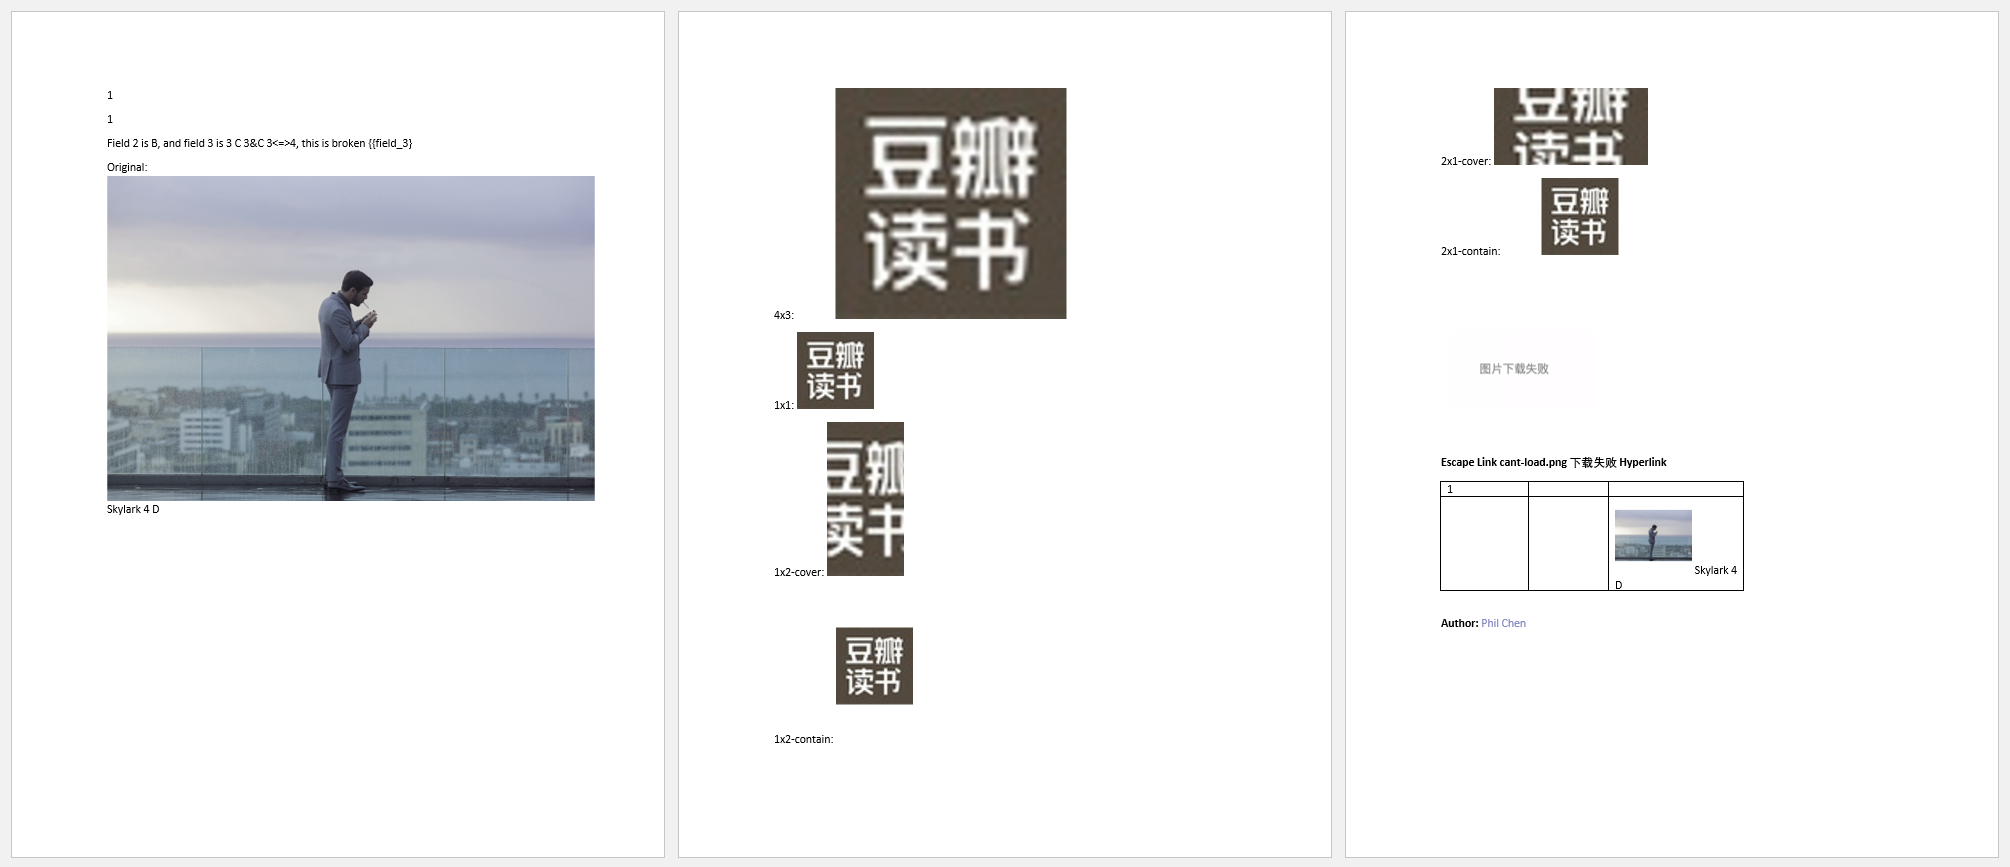 1
1
Field 2 is B, and field 3 is 3 C 3&C 3<=>4, this is broken {{field_3}
Original:
Skylark 4 D
豆瓣
读书
4x3:
豆瓣
读书
1x1:
豆瓣
读书
1x2-cover:
豆瓣
读书
1x2-contain:
豆瓣
读书
2x1-cover:
豆瓣
读书
2x1-contain:
图片下载失败
Escape Link cant-load.png 下载失败 Hyperlink
1
Skylark 4
D
Author: Phil Chen